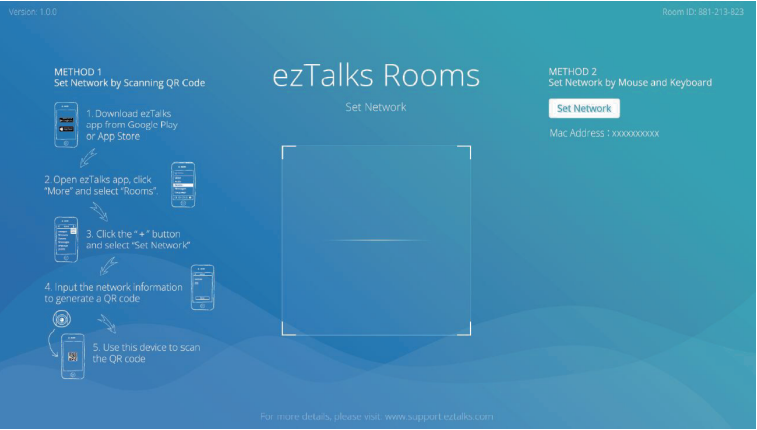 Version: 1.0.0
Room ID: 881-213-823
METHOD 1
Set Network by Scanning QR Code
1. Download ezTalks
app from Google Play
or App Store
2. Open ezTalks app, click
"More" and select "Rooms".
3. Click the "+" button
and select "Set Network"
4. Input the network information
to generate a QR code
5. Use this device to scan
the QR code
ezTalks Rooms
Set Network
METHOD 2
Set Network by Mouse and Keyboard
Set Network
Mac Address : xxxxxxxxxx
For more details, please visit: www.support.eztalks.com